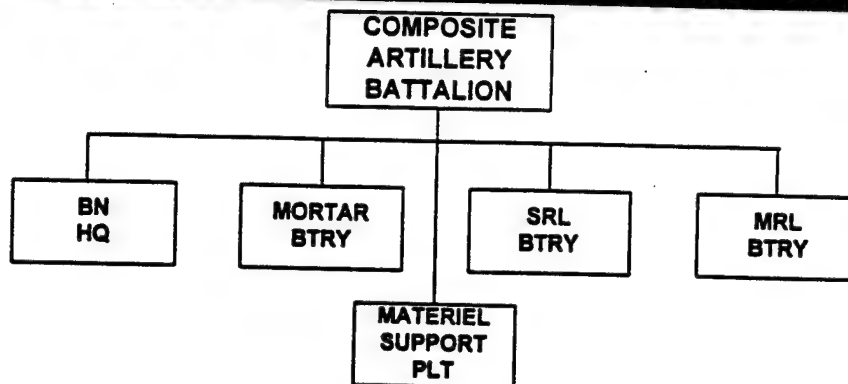 COMPOSITE
ARTILLERY
BATTALION
BN
HQ
MORTAR
BTRY
SRL
BTRY
MRL
BTRY
MATERIEL
SUPPORT
PLT